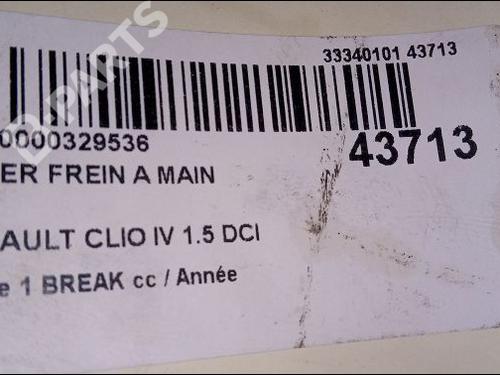 33340101 43713
0000329536
43713
ER FREIN A MAIN
AULT CLIO IV 1.5 DCI
e 1 BREAK cc / Année
D-PARTS